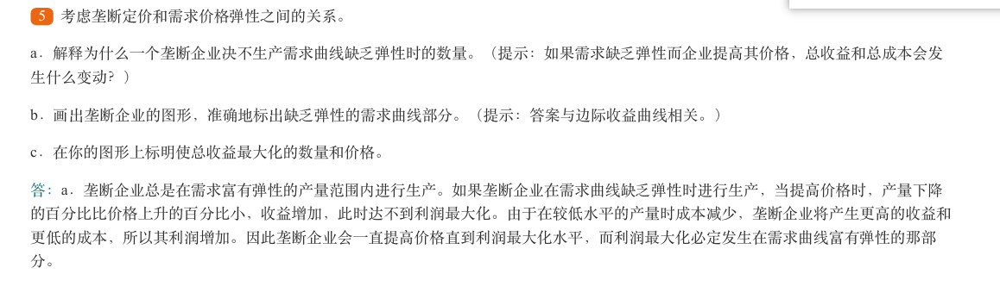 5 考虑垄断定价和需求价格弹性之间的关系。
a．解释为什么一个垄断企业决不生产需求曲线缺乏弹性时的数量。（提示：如果需求缺乏弹性而企业提高其价格，总收益和总成本会发
生什么变动？）
b．画出垄断企业的图形，准确地标出缺乏弹性的需求曲线部分。（提示：答案与边际收益曲线相关。）
c．在你的图形上标明使总收益最大化的数量和价格。
答：a．垄断企业总是在需求富有弹性的产量范围内进行生产。如果垄断企业在需求曲线缺乏弹性时进行生产，当提高价格时，产量下降
的百分比比价格上升的百分比小，收益增加，此时达不到利润最大化。由于在较低水平的产量时成本减少，垄断企业将产生更高的收益和
更低的成本，所以其利润增加。因此垄断企业会一直提高价格直到利润最大化水平，而利润最大化必定发生在需求曲线富有弹性的那部
分。